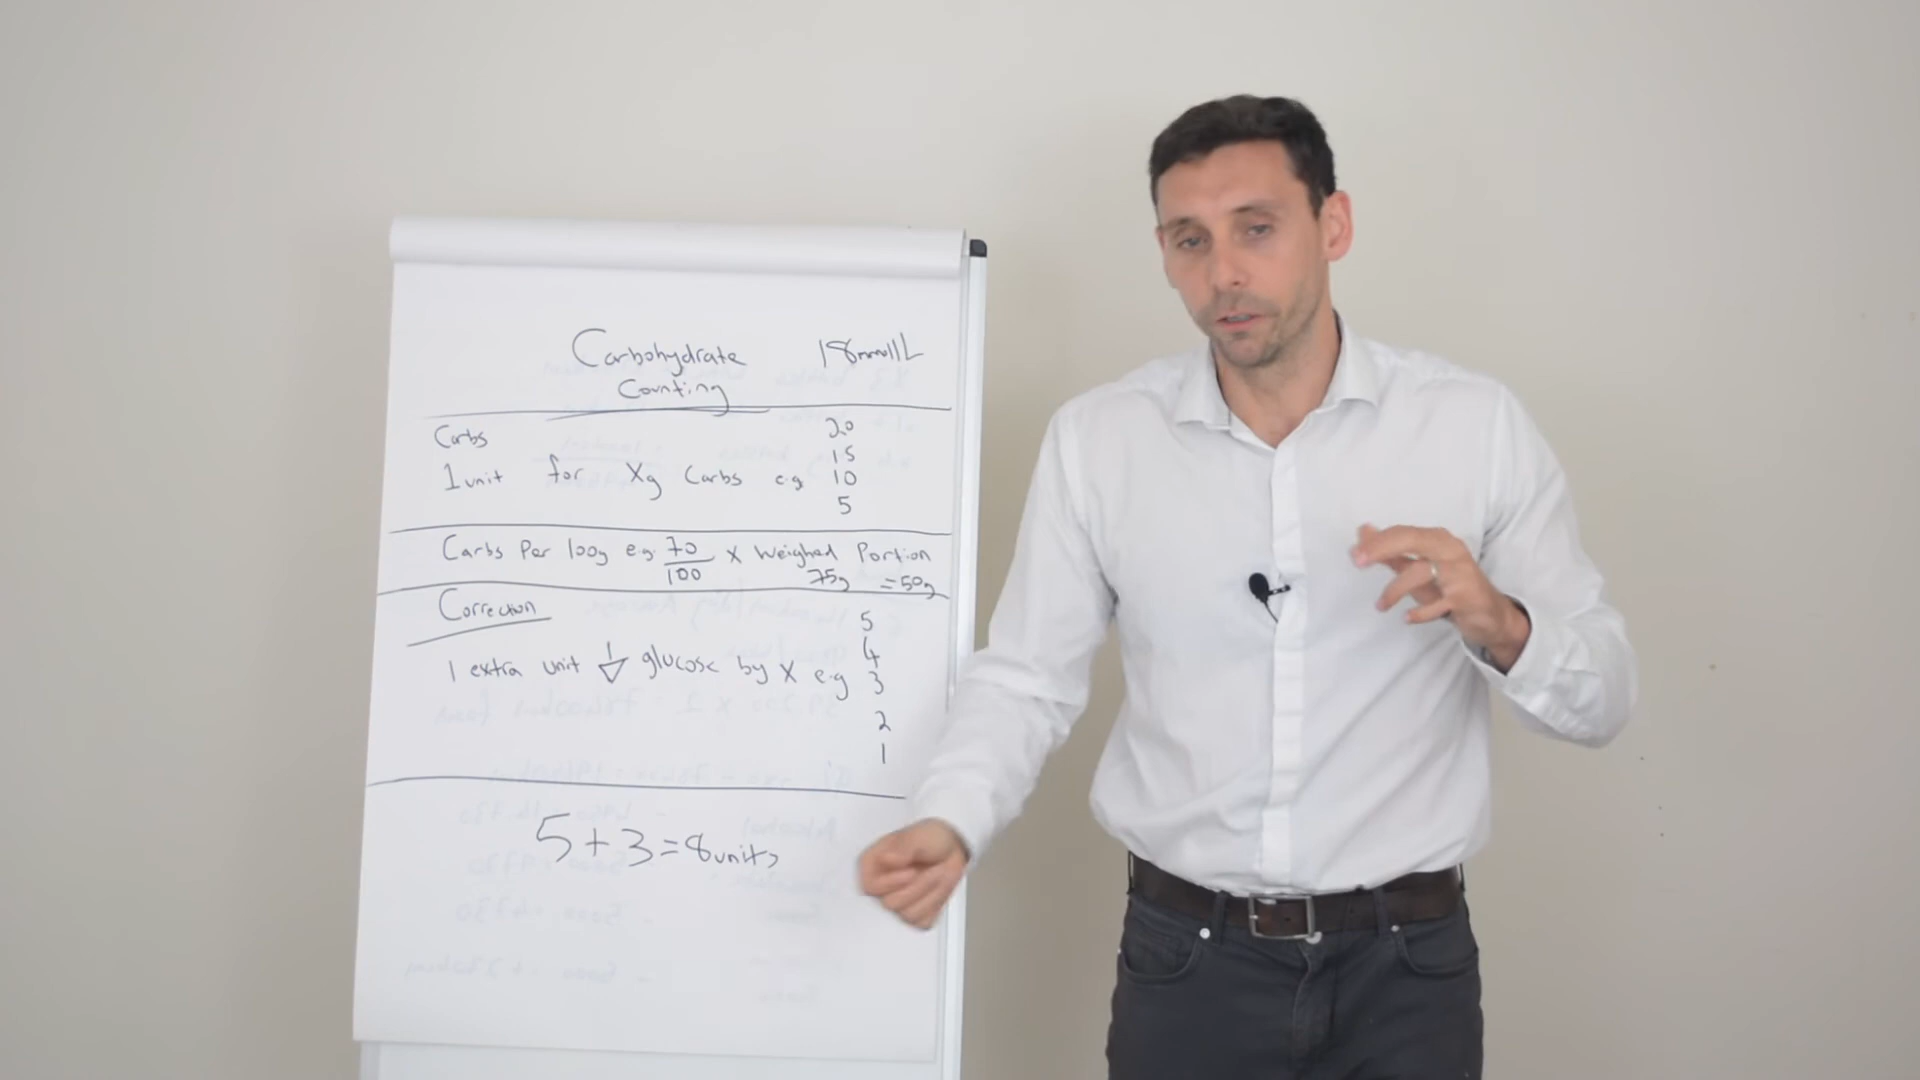 Carbohydrate 18mmol/L
Counting
Carbs
20
15
1 unit for Xg Carbs e.g 10
5
Carbs Per 100g e.g. 70/100 x Weighed Portion
75g =50g
Correction
5
4
1 extra unit ↓ glucose by X e.g 3
2
1
5+3=8units